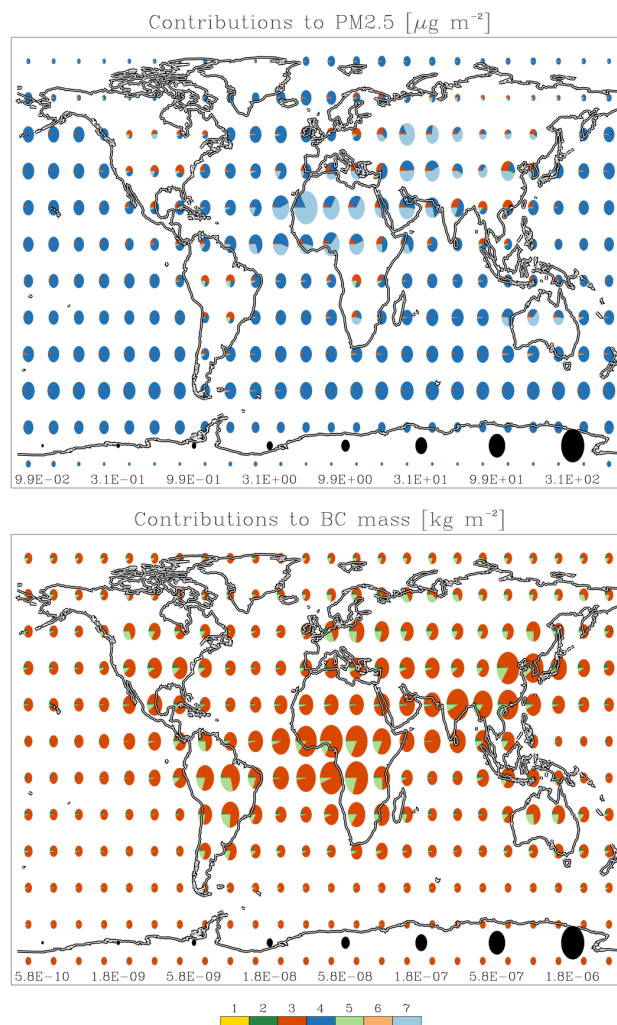 Contributions to PM2.5 [μg m⁻²]
9.9E−02 3.1E−01 9.9E−01 3.1E+00 9.9E+00 3.1E+01 9.9E+01 3.1E+02
Contributions to BC mass [kg m⁻²]
5.8E−10 1.8E−09 5.8E−09 1.8E−08 5.8E−08 1.8E−07 5.8E−07 1.8E−06
1 2 3 4 5 6 7